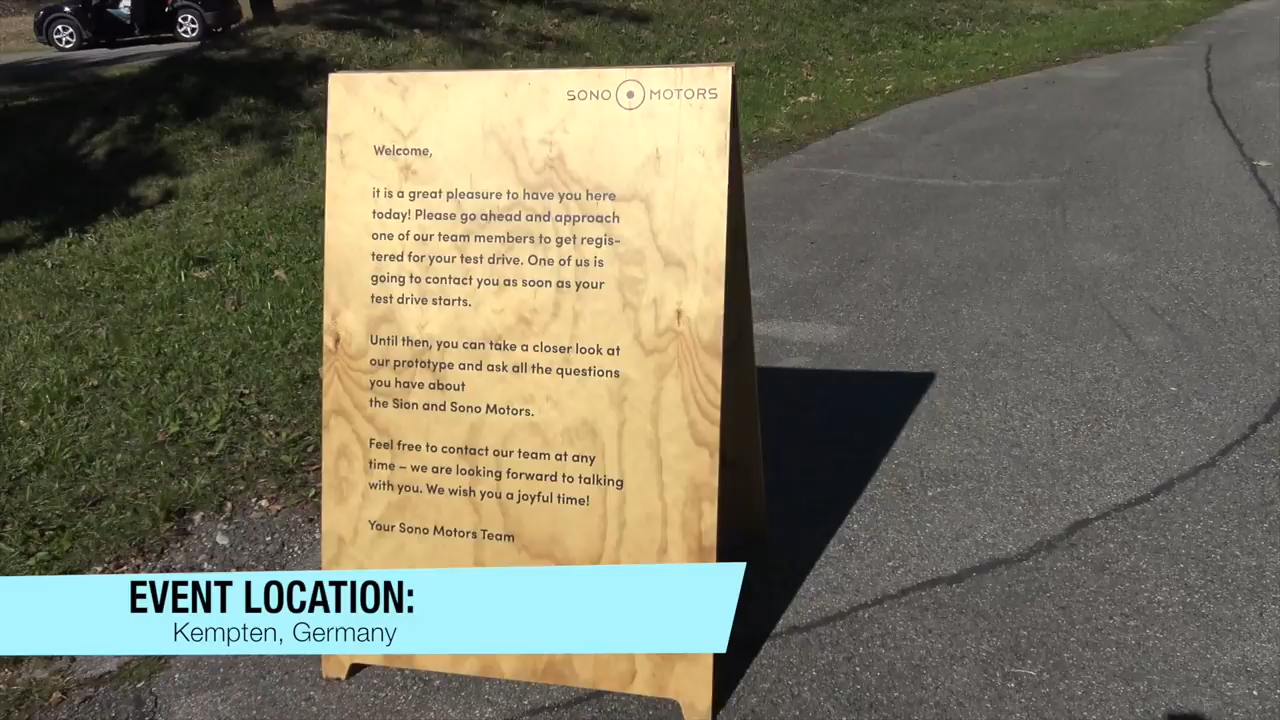 SONO MOTORS
Welcome,
it is a great pleasure to have you here
today! Please go ahead and approach
one of our team members to get regis-
tered for your test drive. One of us is
going to contact you as soon as your
test drive starts.
Until then, you can take a closer look at
our prototype and ask all the questions
you have about
the Sion and Sono Motors.
Feel free to contact our team at any
time – we are looking forward to talking
with you. We wish you a joyful time!
Your Sono Motors Team
EVENT LOCATION:
Kempten, Germany